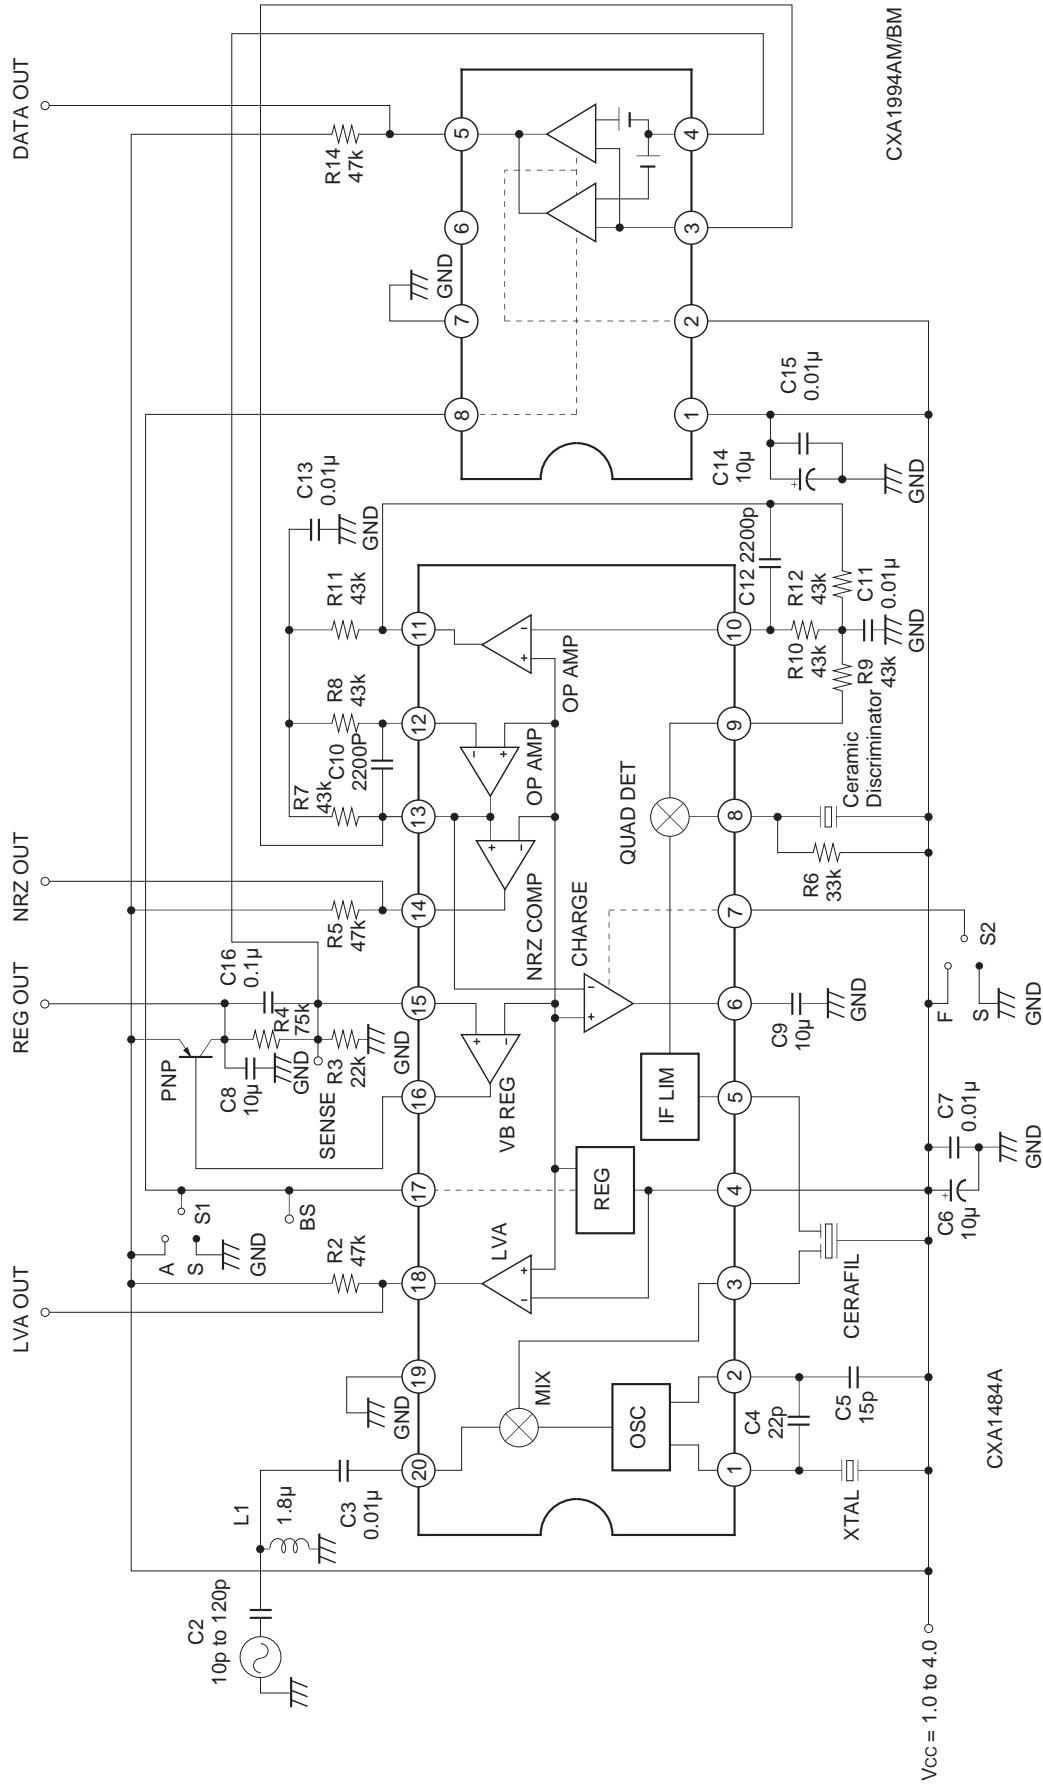 LVA OUT
REG OUT
NRZ OUT
DATA OUT
PNP
C8
10µ
GND
C16
0.1µ
R4
75k
R3
22k
GND
SENSE
A
S
S1
GND
BS
R2
47k
R5
47k
R7
43k
C10
2200P
R8
43k
R11
43k
C13
0.01µ
GND
R14
47k
GND
C2
10p to 120p
L1
1.8µ
C3
0.01µ
GND
20
19
18
17
16
15
14
13
12
11
8
7
6
5
MIX
OSC
LVA
REG
VB REG
IF LIM
NRZ COMP
CHARGE
OP AMP
OP AMP
QUAD DET
+
−
+
−
+
−
+
−
+
−
+
−
1
2
3
4
5
6
7
8
9
10
1
2
3
4
XTAL
C4
22p
C5
15p
CERAFIL
C6
10µ
+
C7
0.01µ
GND
C9
10µ
GND
F
S
S2
GND
R6
33k
Ceramic
Discriminator
R9
43k
R10
43k
R12
43k
C11
0.01µ
GND
C12 2200p
C14
10µ
+
C15
0.01µ
GND
VCC = 1.0 to 4.0
CXA1484A
CXA1994AM/BM